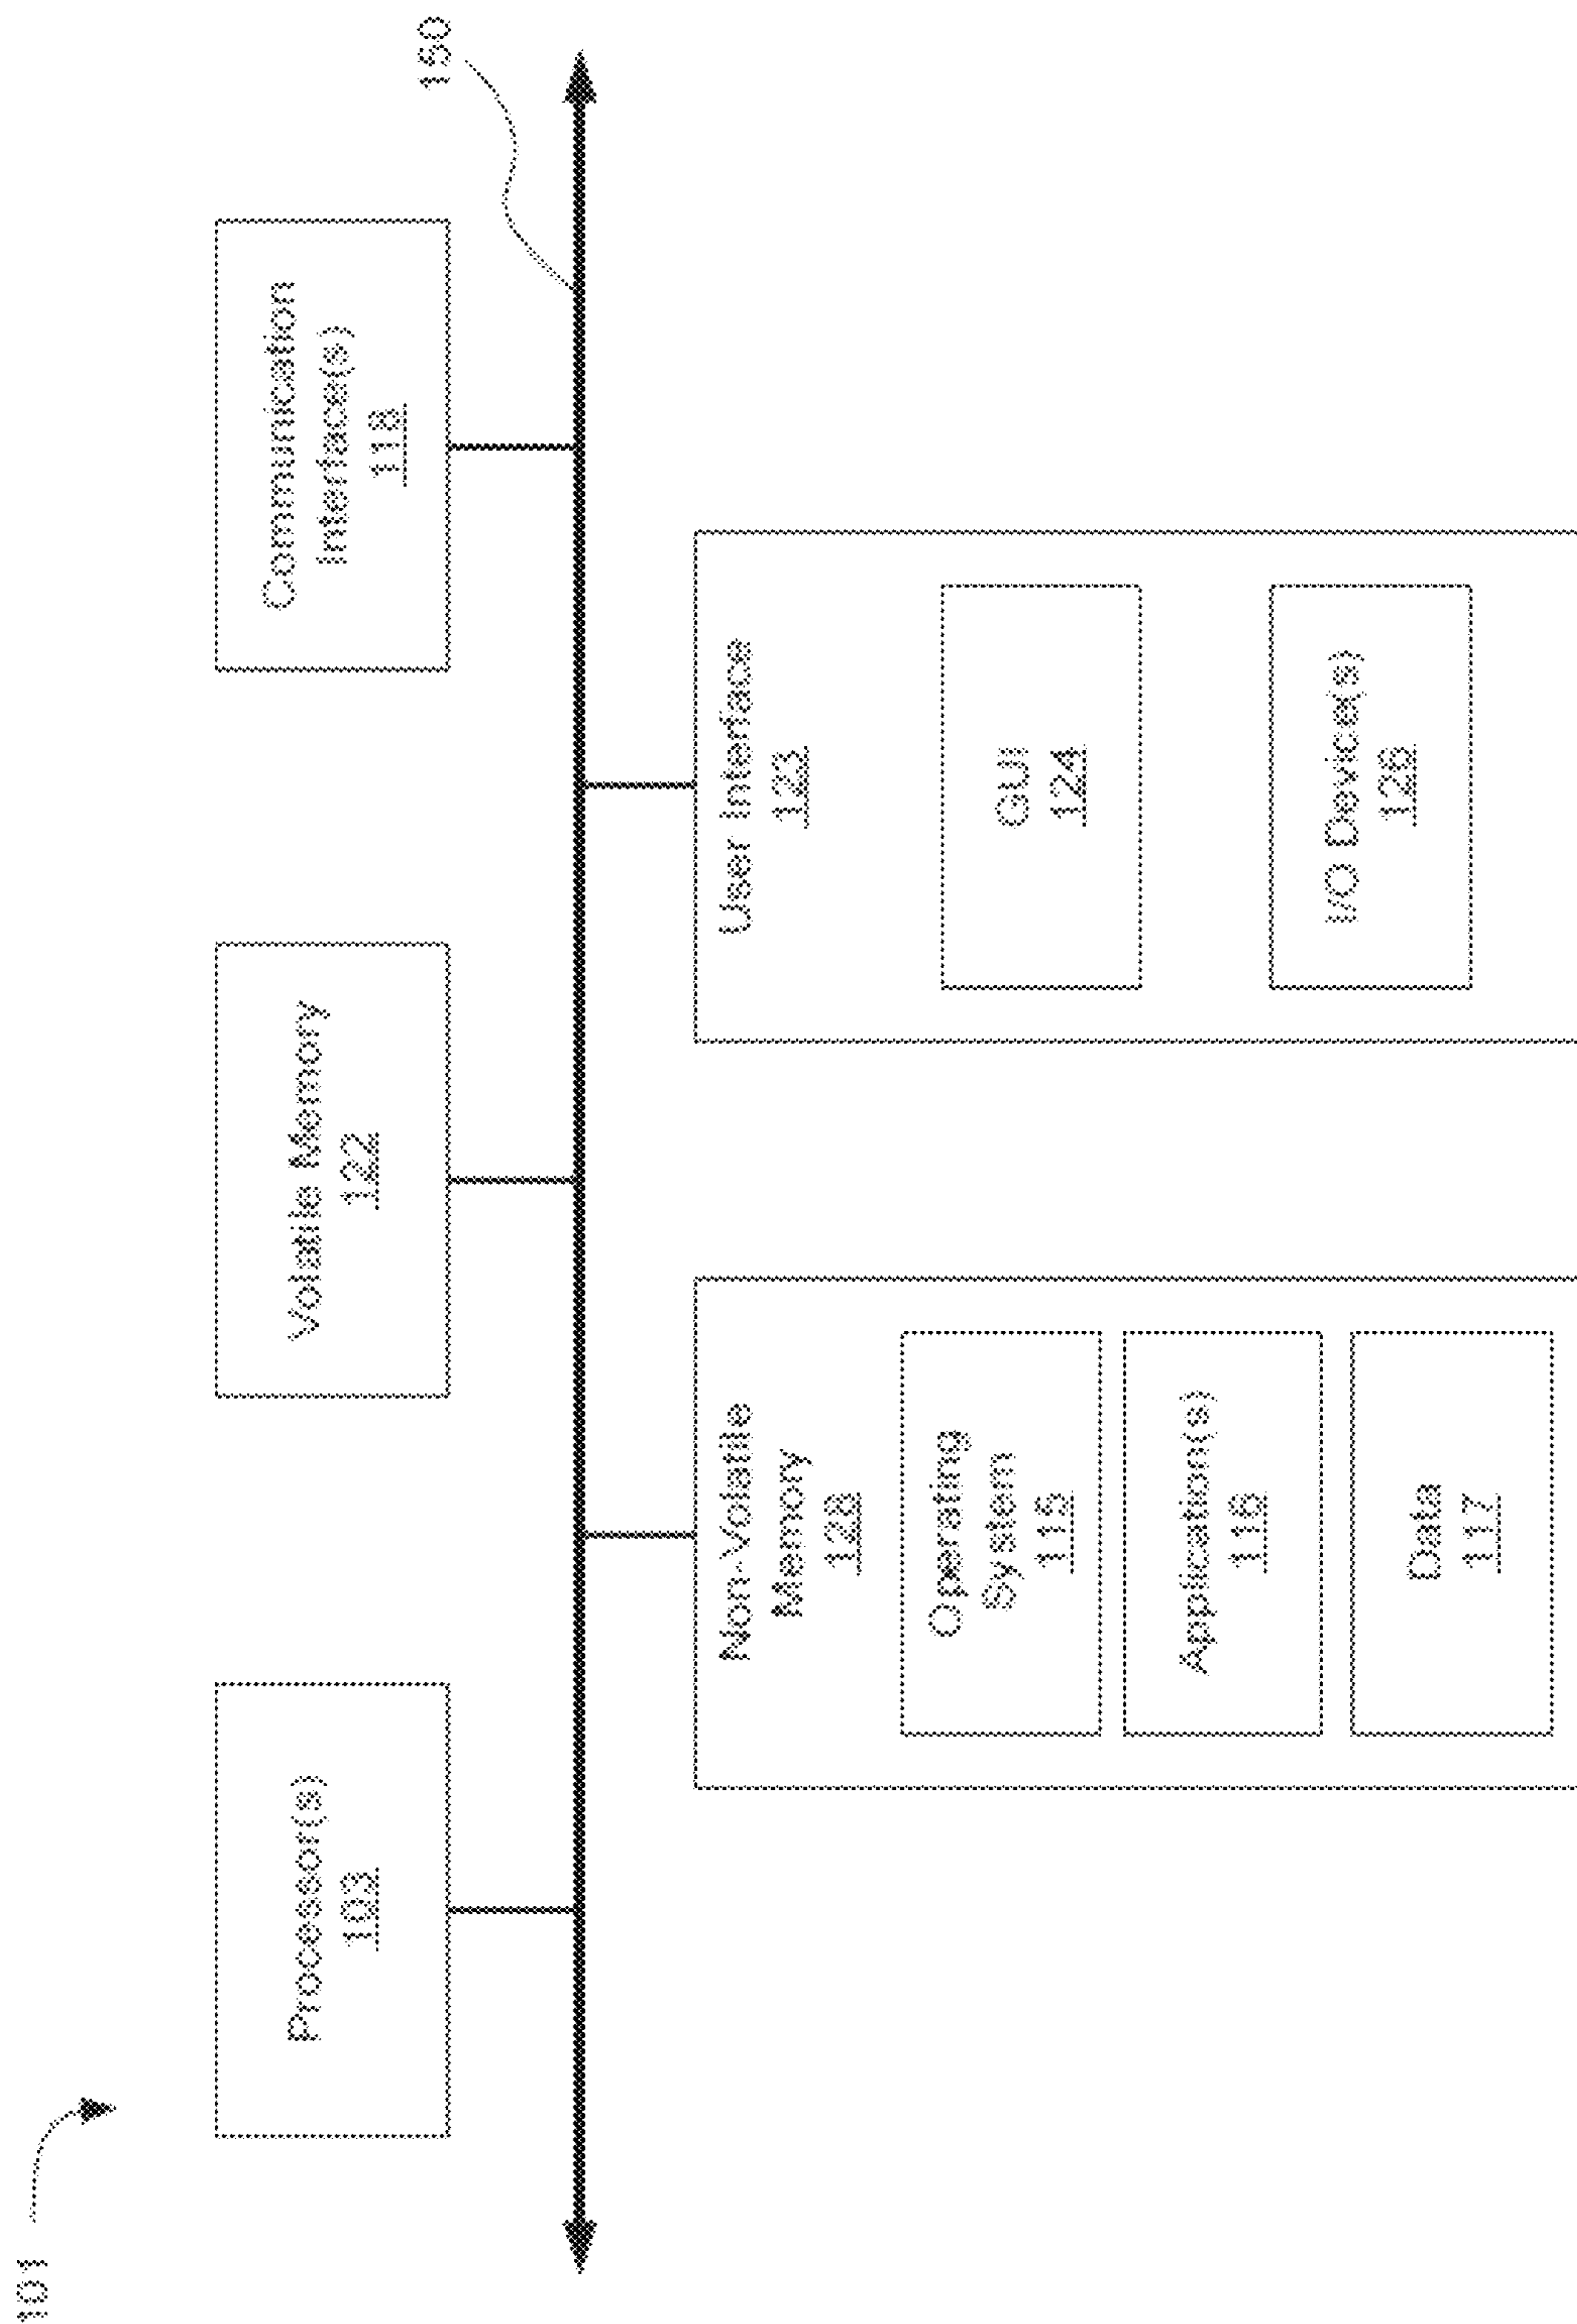 101
Processor(s)
103
Volatile Memory
122
Communication
Interface(s)
118
150
Non-Volatile
Memory
128
Operating
System
115
Application(s)
116
Data
117
User Interface
123
GUI
124
I/O Device(s)
126